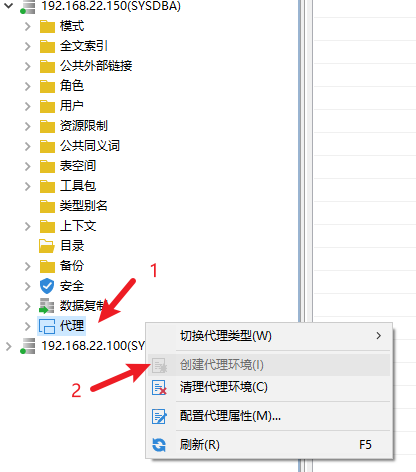 192.168.22.150(SYSDBA)
模式
全文索引
公共外部链接
角色
用户
资源限制
公共同义词
表空间
工具包
类型别名
上下文
目录
备份
安全
1
数据复制
代理
192.168.22.100(SY
切换代理类型(W)
2
创建代理环境(I)
清理代理环境(C)
配置代理属性(M)...
刷新(R) F5